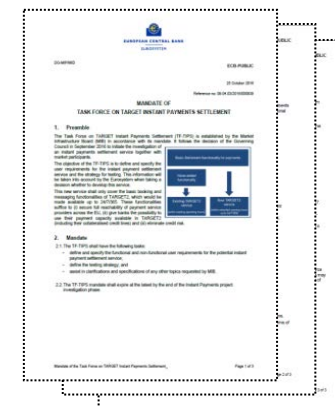 EUROPEAN CENTRAL BANK
EUROSYSTEM
DG-MIP/MID
ECB-PUBLIC
MANDATE OF
TASK FORCE ON TARGET INSTANT PAYMENTS SETTLEMENT
1. Preamble
The Task Force on TARGET Instant Payments Settlement (TF-TIPS) is established by the Market
Infrastructure Board (MIB) in accordance with its mandate. It follows the decision of the Governing
Council in September 2016 to initiate the investigation of
an instant payments settlement service together with
market participants.
The objective of the TF-TIPS is to define and specify the
user requirements for the instant payment settlement
service and the strategy for testing. This information will
be taken into account by the Eurosystem when taking a
decision whether to develop this service.
This new service shall only cover the basic booking and
messaging functionalities of TARGET2, which would be
made available up to 24/7/365. These functionalities
suffice to (i) secure full reachability of payment service
providers across the EU, (ii) give banks the possibility to
use their payment capacity available in TARGET2
(including their collateralised credit lines) and (iii) eliminate credit risk.
2. Mandate
2.1. The TF-TIPS shall have the following tasks:
- define and specify the functional and non-functional user requirements for the potential instant
payment settlement service;
- define the testing strategy; and
- assist in clarifications and specifications of any other topics requested by MIB.
2.2. The TF-TIPS mandate shall expire at the latest by the end of the Instant Payments project
investigation phase.
Mandate of the Task Force on TARGET Instant Payments Settlement
Page 1 of 3